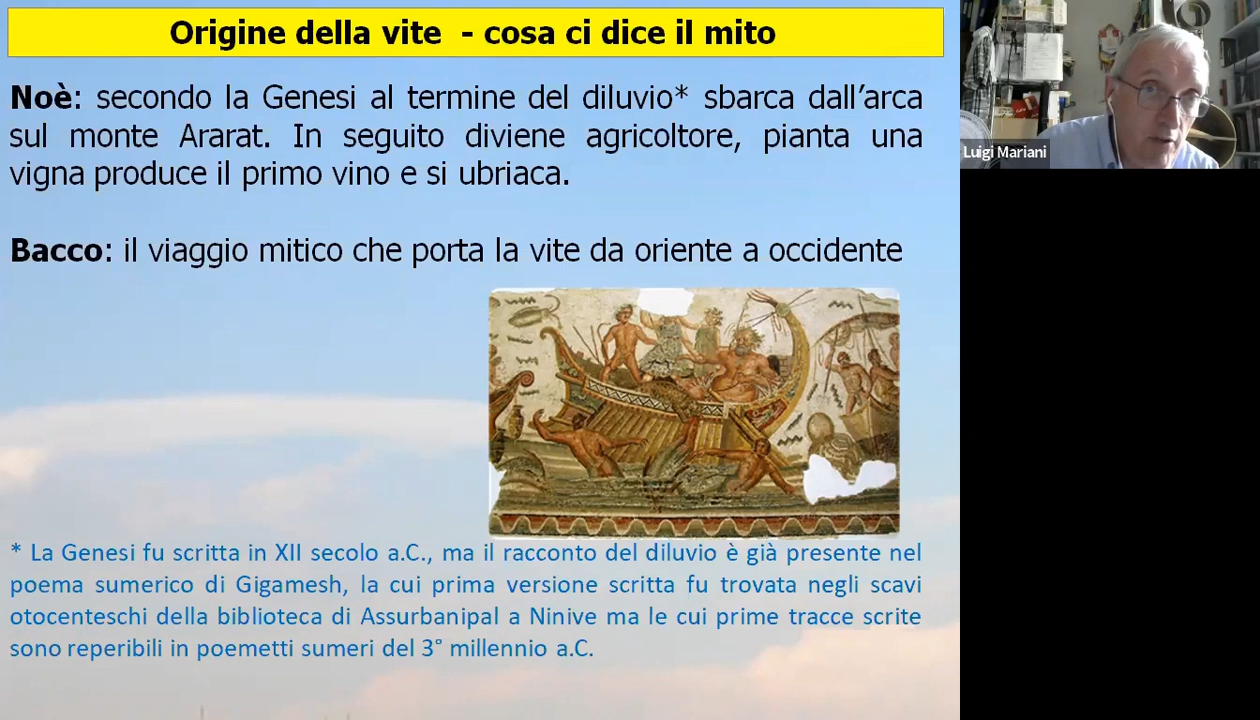 Origine della vite - cosa ci dice il mito
Noè: secondo la Genesi al termine del diluvio* sbarca dall'arca
sul monte Ararat. In seguito diviene agricoltore, pianta una
vigna produce il primo vino e si ubriaca.
Bacco: il viaggio mitico che porta la vite da oriente a occidente
* La Genesi fu scritta in XII secolo a.C., ma il racconto del diluvio è già presente nel
poema sumerico di Gigamesh, la cui prima versione scritta fu trovata negli scavi
otocenteschi della biblioteca di Assurbanipal a Ninive ma le cui prime tracce scrite
sono reperibili in poemetti sumeri del 3° millennio a.C.
Luigi Mariani